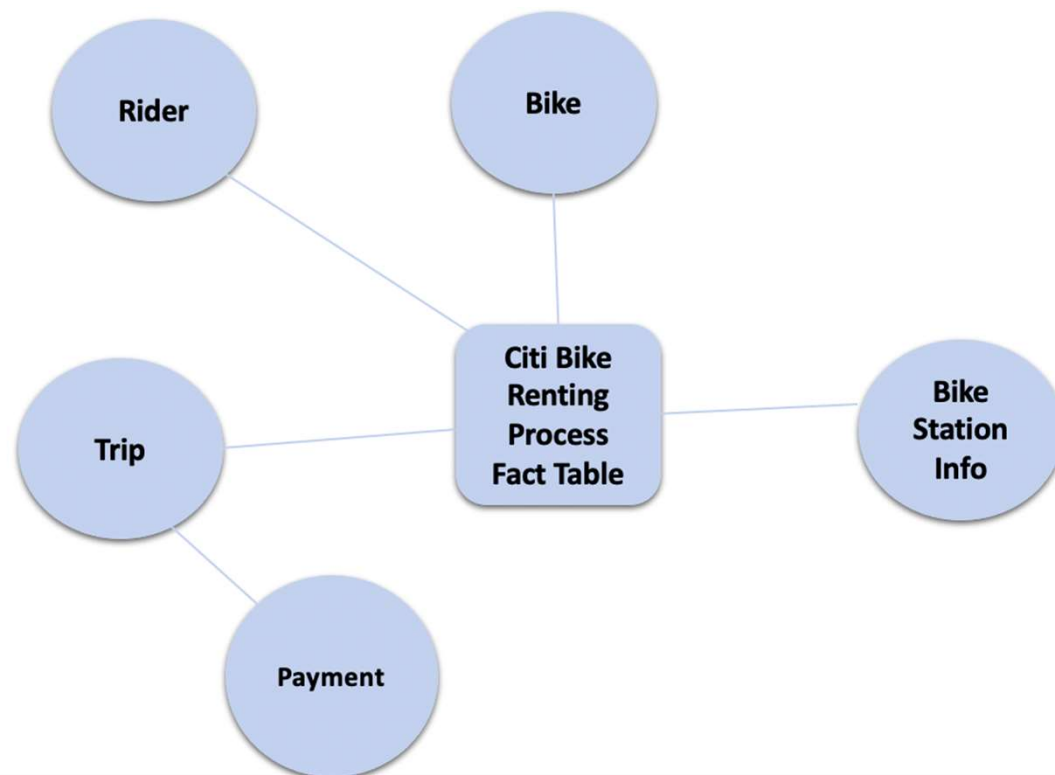 Rider
Bike
Citi Bike
Renting
Process
Fact Table
Bike
Station
Info
Trip
Payment